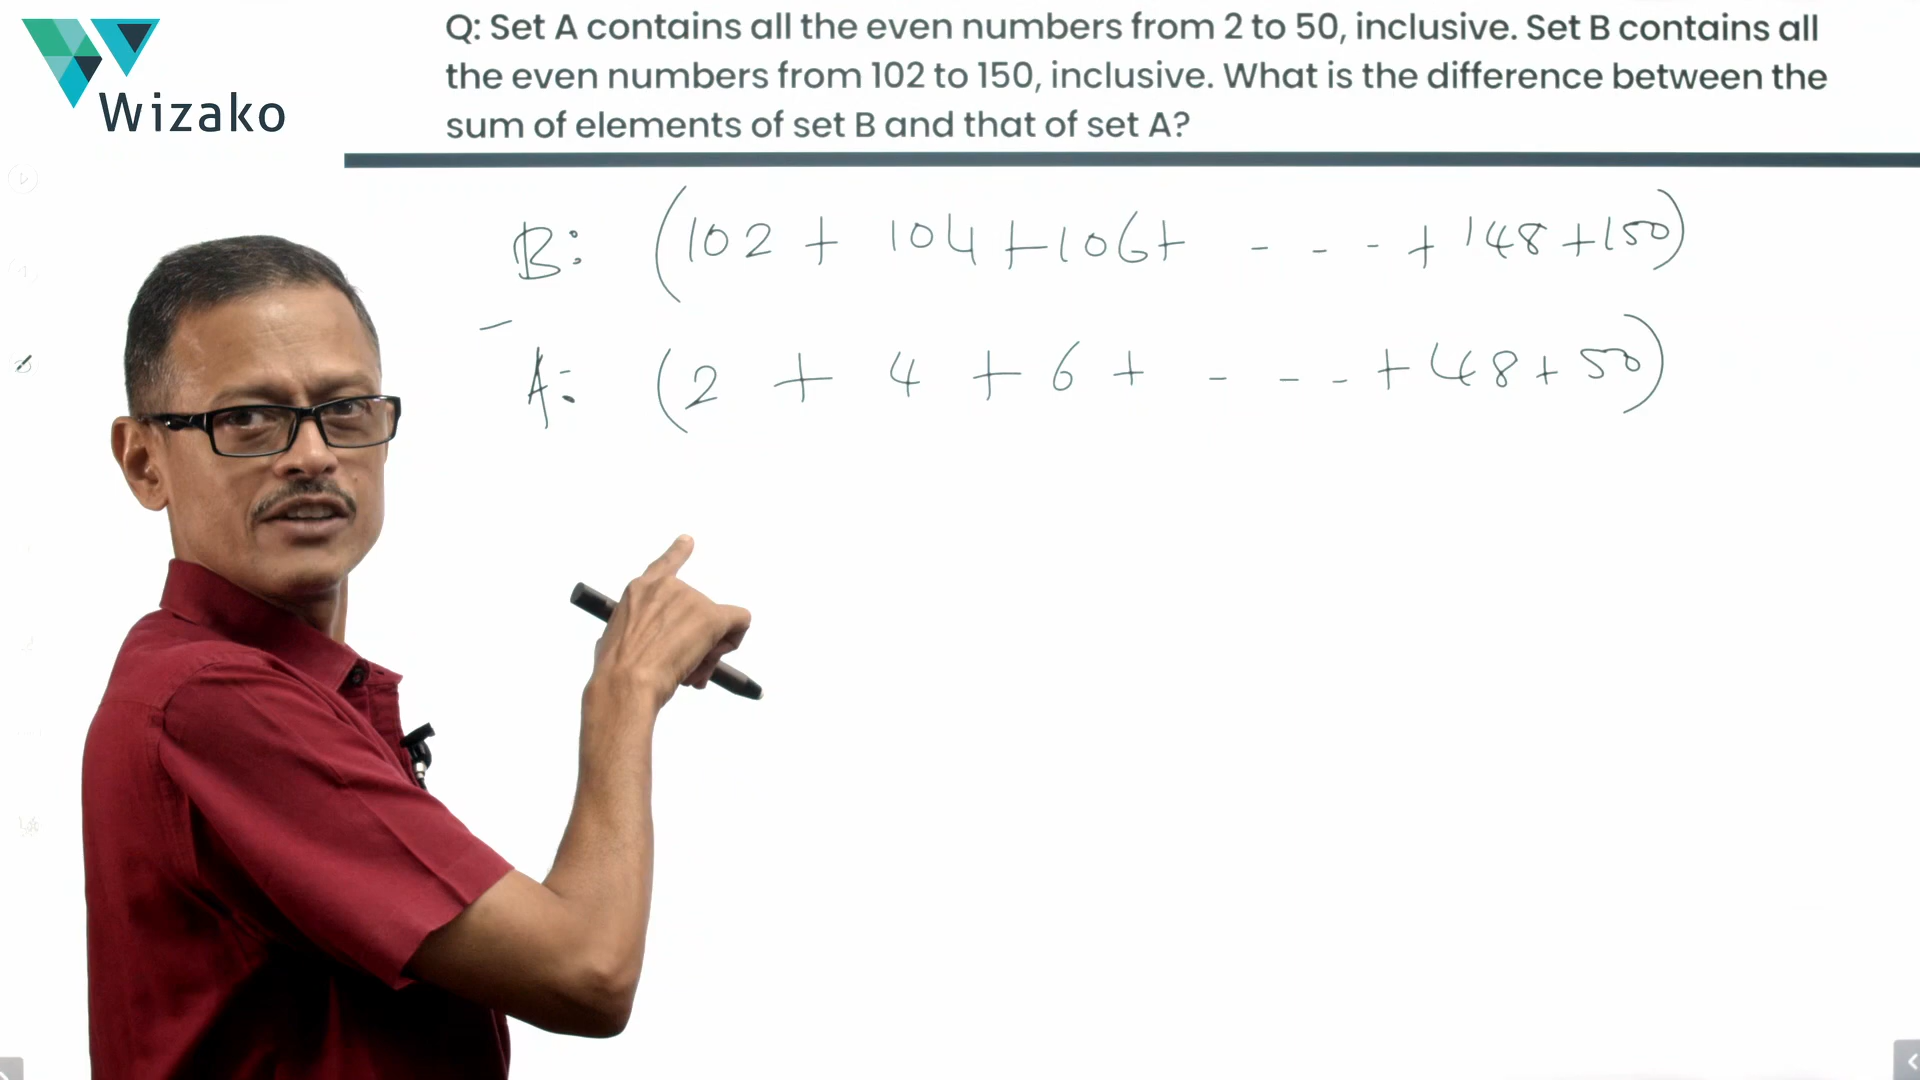 Wizako
Q: Set A contains all the even numbers from 2 to 50, inclusive. Set B contains all
the even numbers from 102 to 150, inclusive. What is the difference between the
sum of elements of set B and that of set A?
B: (102 + 104 + 106 + - - - + 148 + 150)
—
A: (2 + 4 + 6 + - - - + 48 + 50)